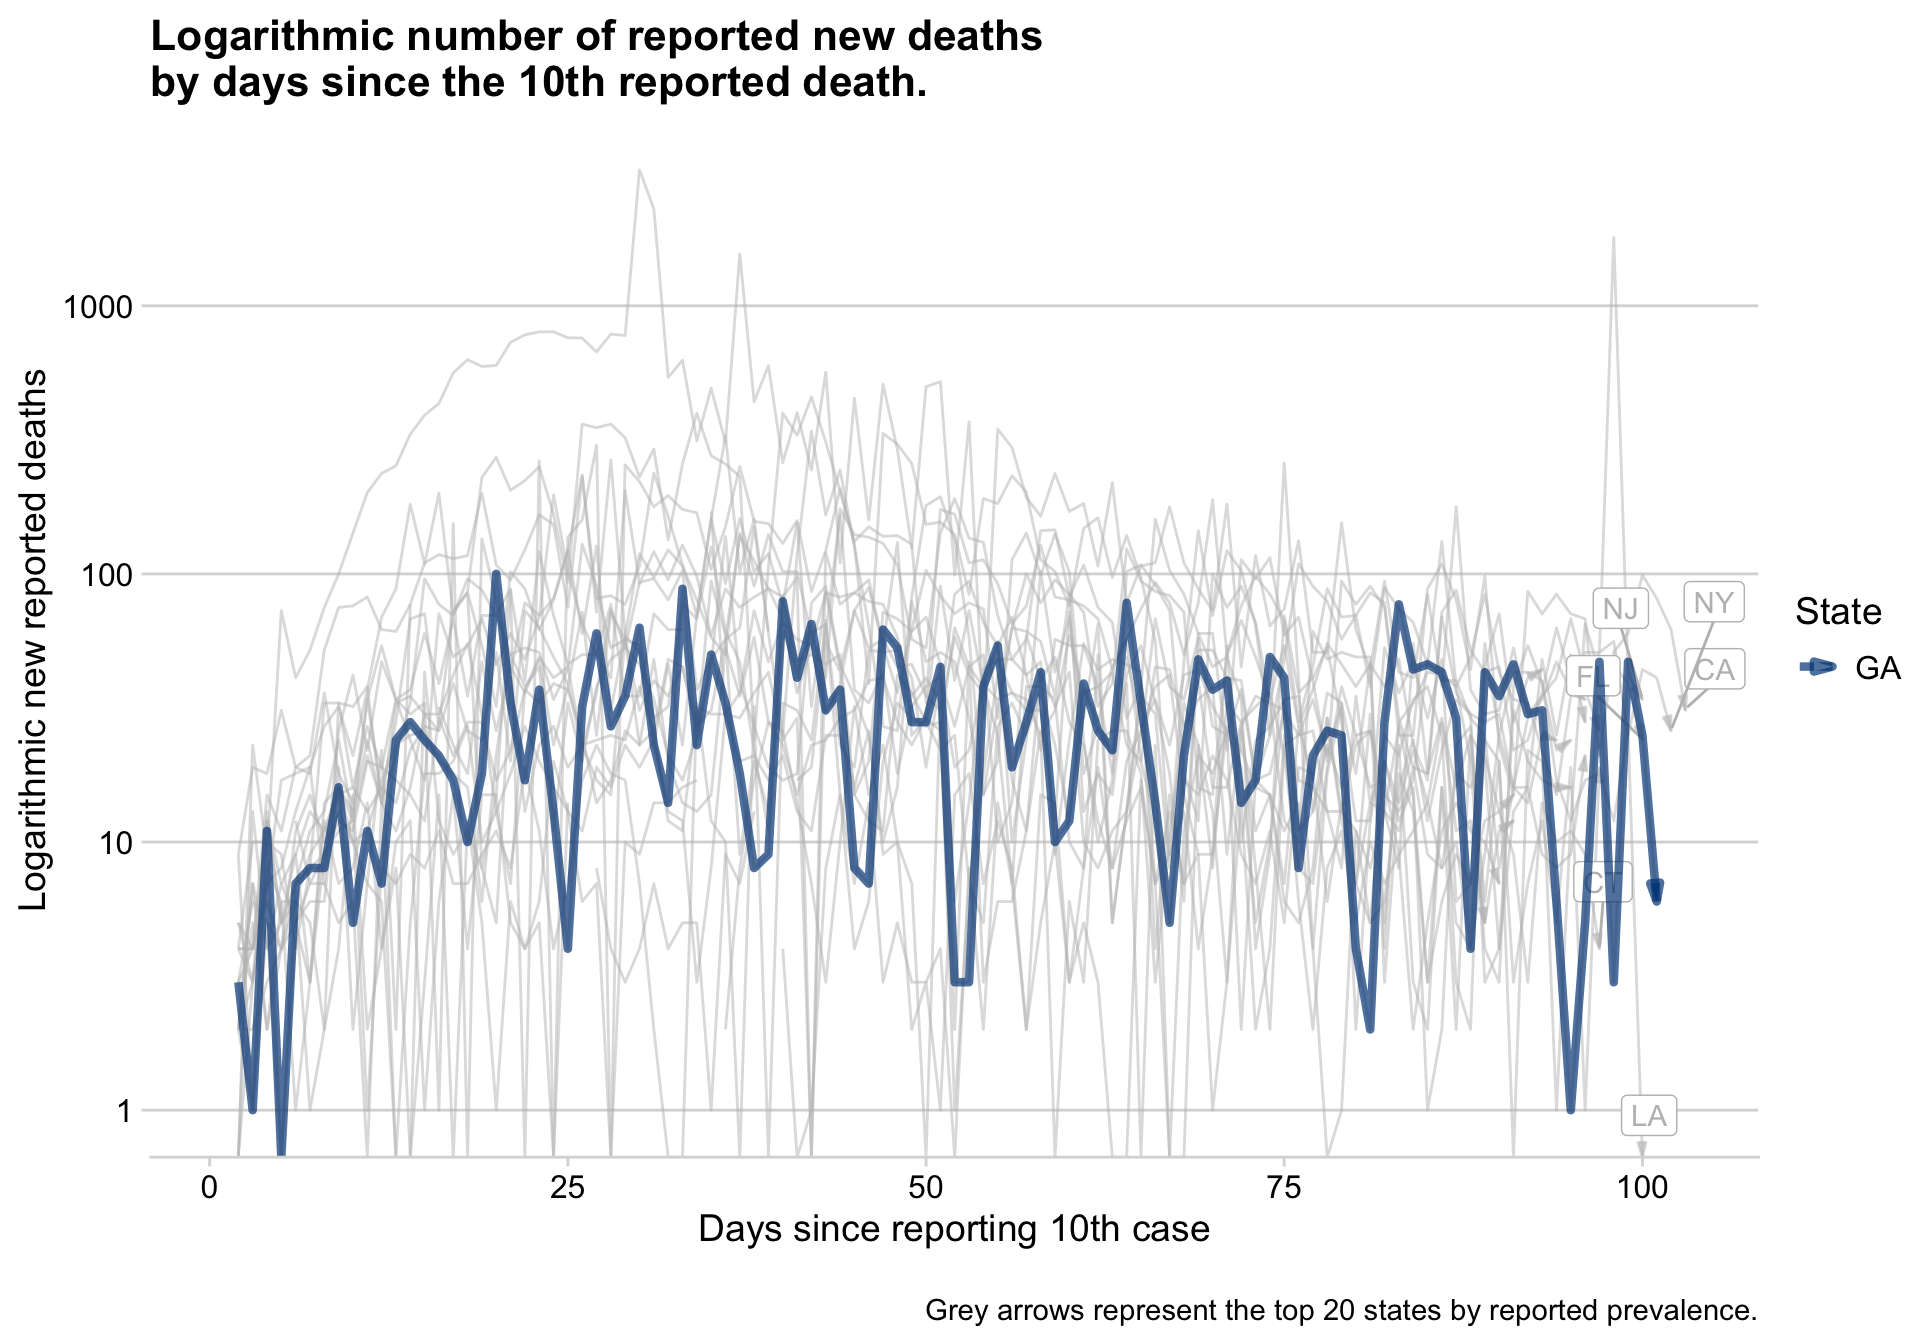 Logarithmic number of reported new deaths
by days since the 10th reported death.
Logarithmic new reported deaths
1000
100
10
1
NJ
NY
FL
CA
CT
LA
State
GA
0
25
50
75
100
Days since reporting 10th case
Grey arrows represent the top 20 states by reported prevalence.